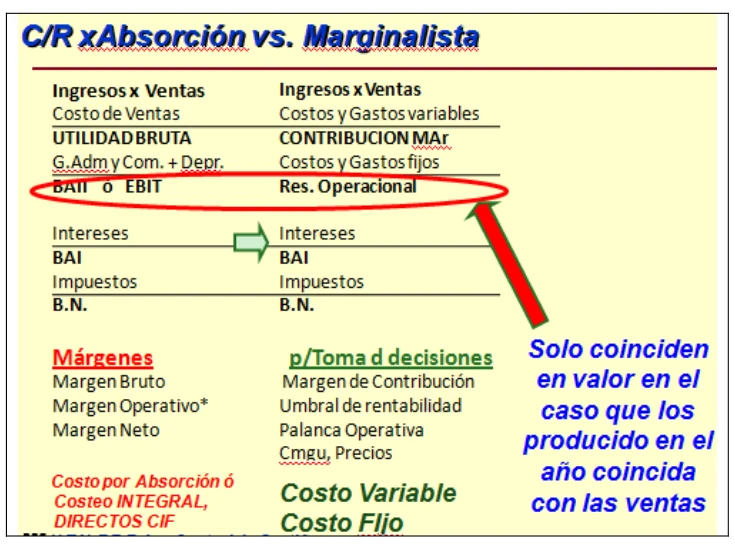 C/R xAbsorción vs. Marginalista
Ingresos x Ventas
Costo de Ventas
UTILIDAD BRUTA
G.Adm y Com. + Depr.
BAII ó EBIT
Intereses
BAI
Impuestos
B.N.
Ingresos x Ventas
Costos y Gastos variables
CONTRIBUCION MAr
Costos y Gastos fijos
Res. Operacional
Intereses
BAI
Impuestos
B.N.
Márgenes
Margen Bruto
Margen Operativo*
Margen Neto
Costo por Absorción ó
Costeo INTEGRAL,
DIRECTOS CIF
p/Toma d decisiones
Margen de Contribución
Umbral de rentabilidad
Palanca Operativa
Cmgu, Precios
Costo Variable
Costo FIjo
Solo coinciden
en valor en el
caso que los
producido en el
año coincida
con las ventas